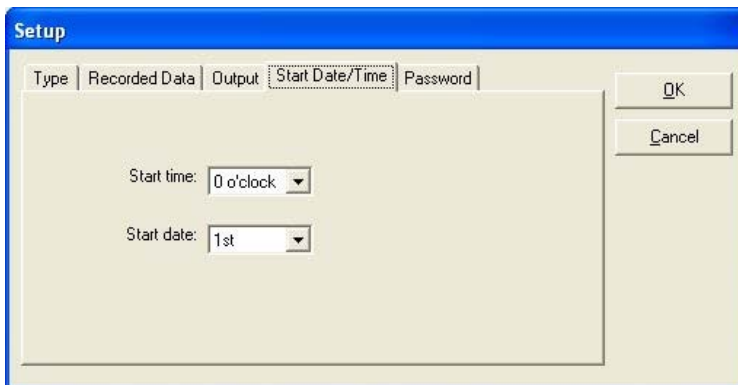 Setup
Type Recorded Data Output Start Date/Time Password
OK
Cancel
Start time: 0 o'clock
Start date: 1st